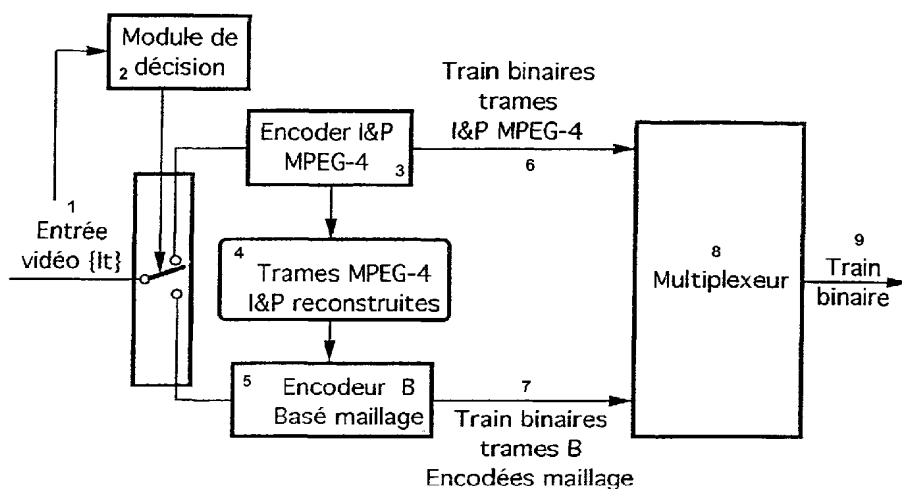 Module de
2 décision
Train binaires
trames
I&P MPEG-4
6
Encoder I&P
MPEG-4 3
1
Entrée
vidéo {It}
4
Trames MPEG-4
I&P reconstruites
8
Multiplexeur
9
Train
binaire
5 Encodeur B
Basé maillage
7
Train binaires
trames B
Encodées maillage